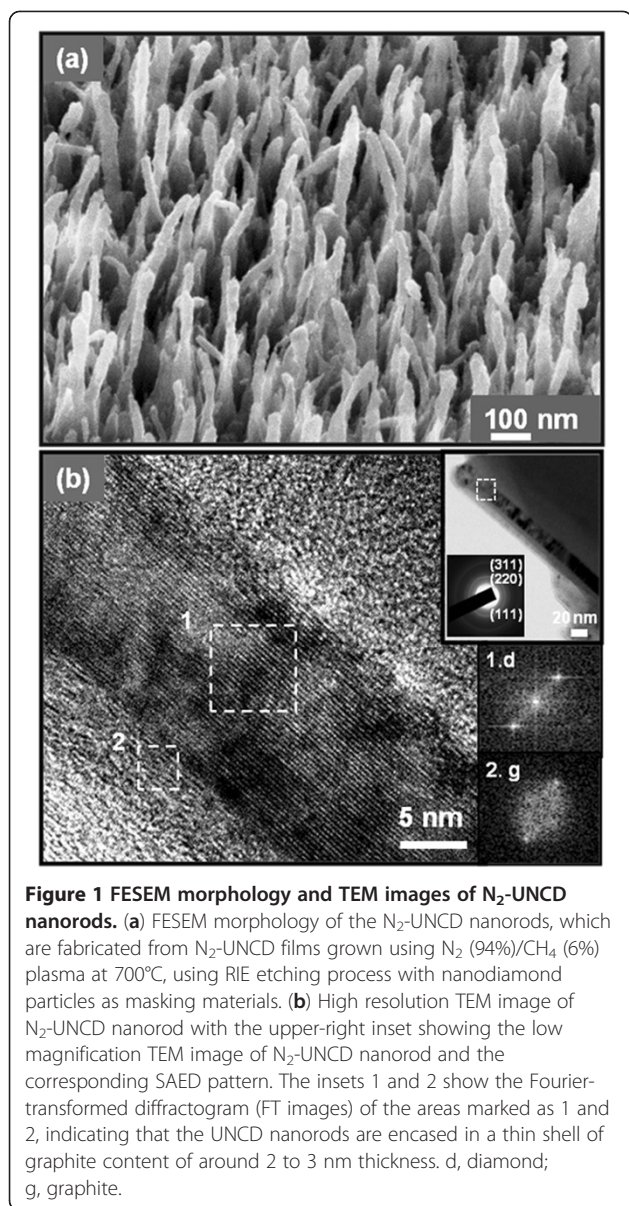 (a)
100 nm
(b)
(311)
(220)
(111)
20 nm
1
2
1.d
2. g
5 nm
Figure 1 FESEM morphology and TEM images of N₂-UNCD
nanorods. (a) FESEM morphology of the N₂-UNCD nanorods, which
are fabricated from N₂-UNCD films grown using N₂ (94%)/CH₄ (6%)
plasma at 700°C, using RIE etching process with nanodiamond
particles as masking materials. (b) High resolution TEM image of
N₂-UNCD nanorod with the upper-right inset showing the low
magnification TEM image of N₂-UNCD nanorod and the
corresponding SAED pattern. The insets 1 and 2 show the Fourier-
transformed diffractogram (FT images) of the areas marked as 1 and
2, indicating that the UNCD nanorods are encased in a thin shell of
graphite content of around 2 to 3 nm thickness. d, diamond;
g, graphite.